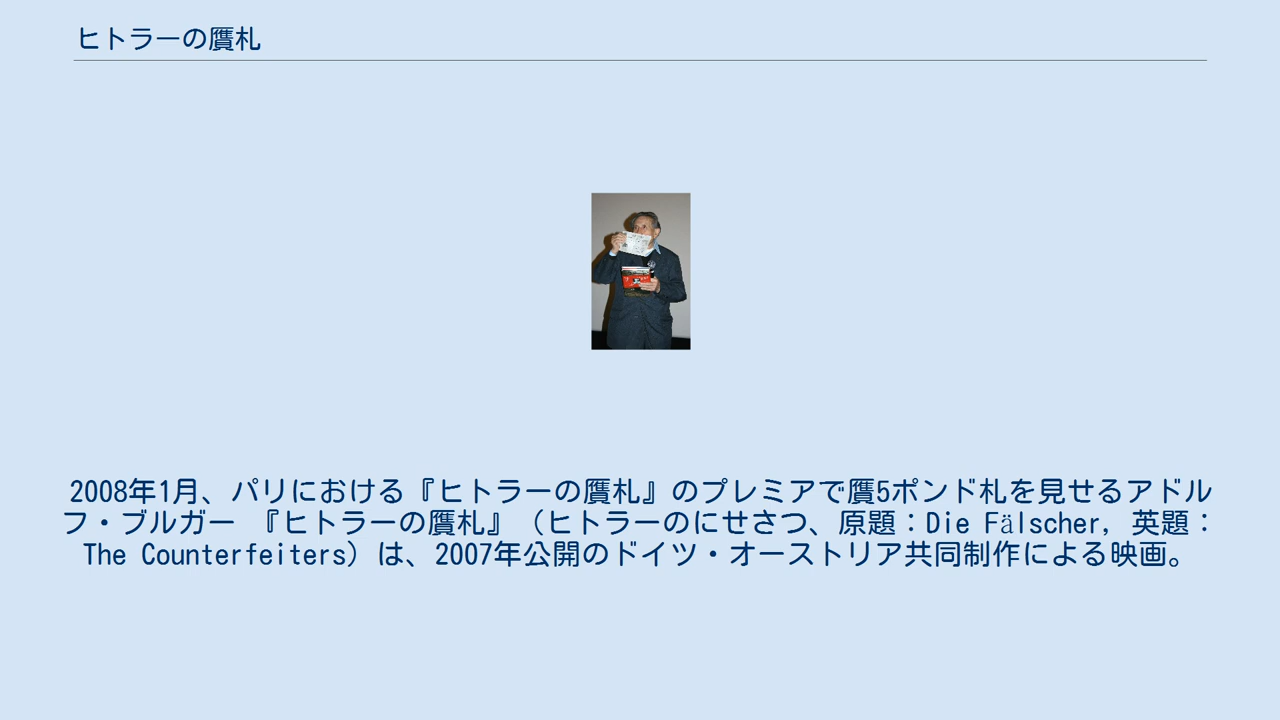 ヒトラーの贋札
2008年1月、パリにおける『ヒトラーの贋札』のプレミアで贋5ポンド札を見せるアドル
フ・ブルガー 『ヒトラーの贋札』（ヒトラーのにせさつ、原題：Die Fälscher, 英題：
The Counterfeiters）は、2007年公開のドイツ・オーストリア共同制作による映画。